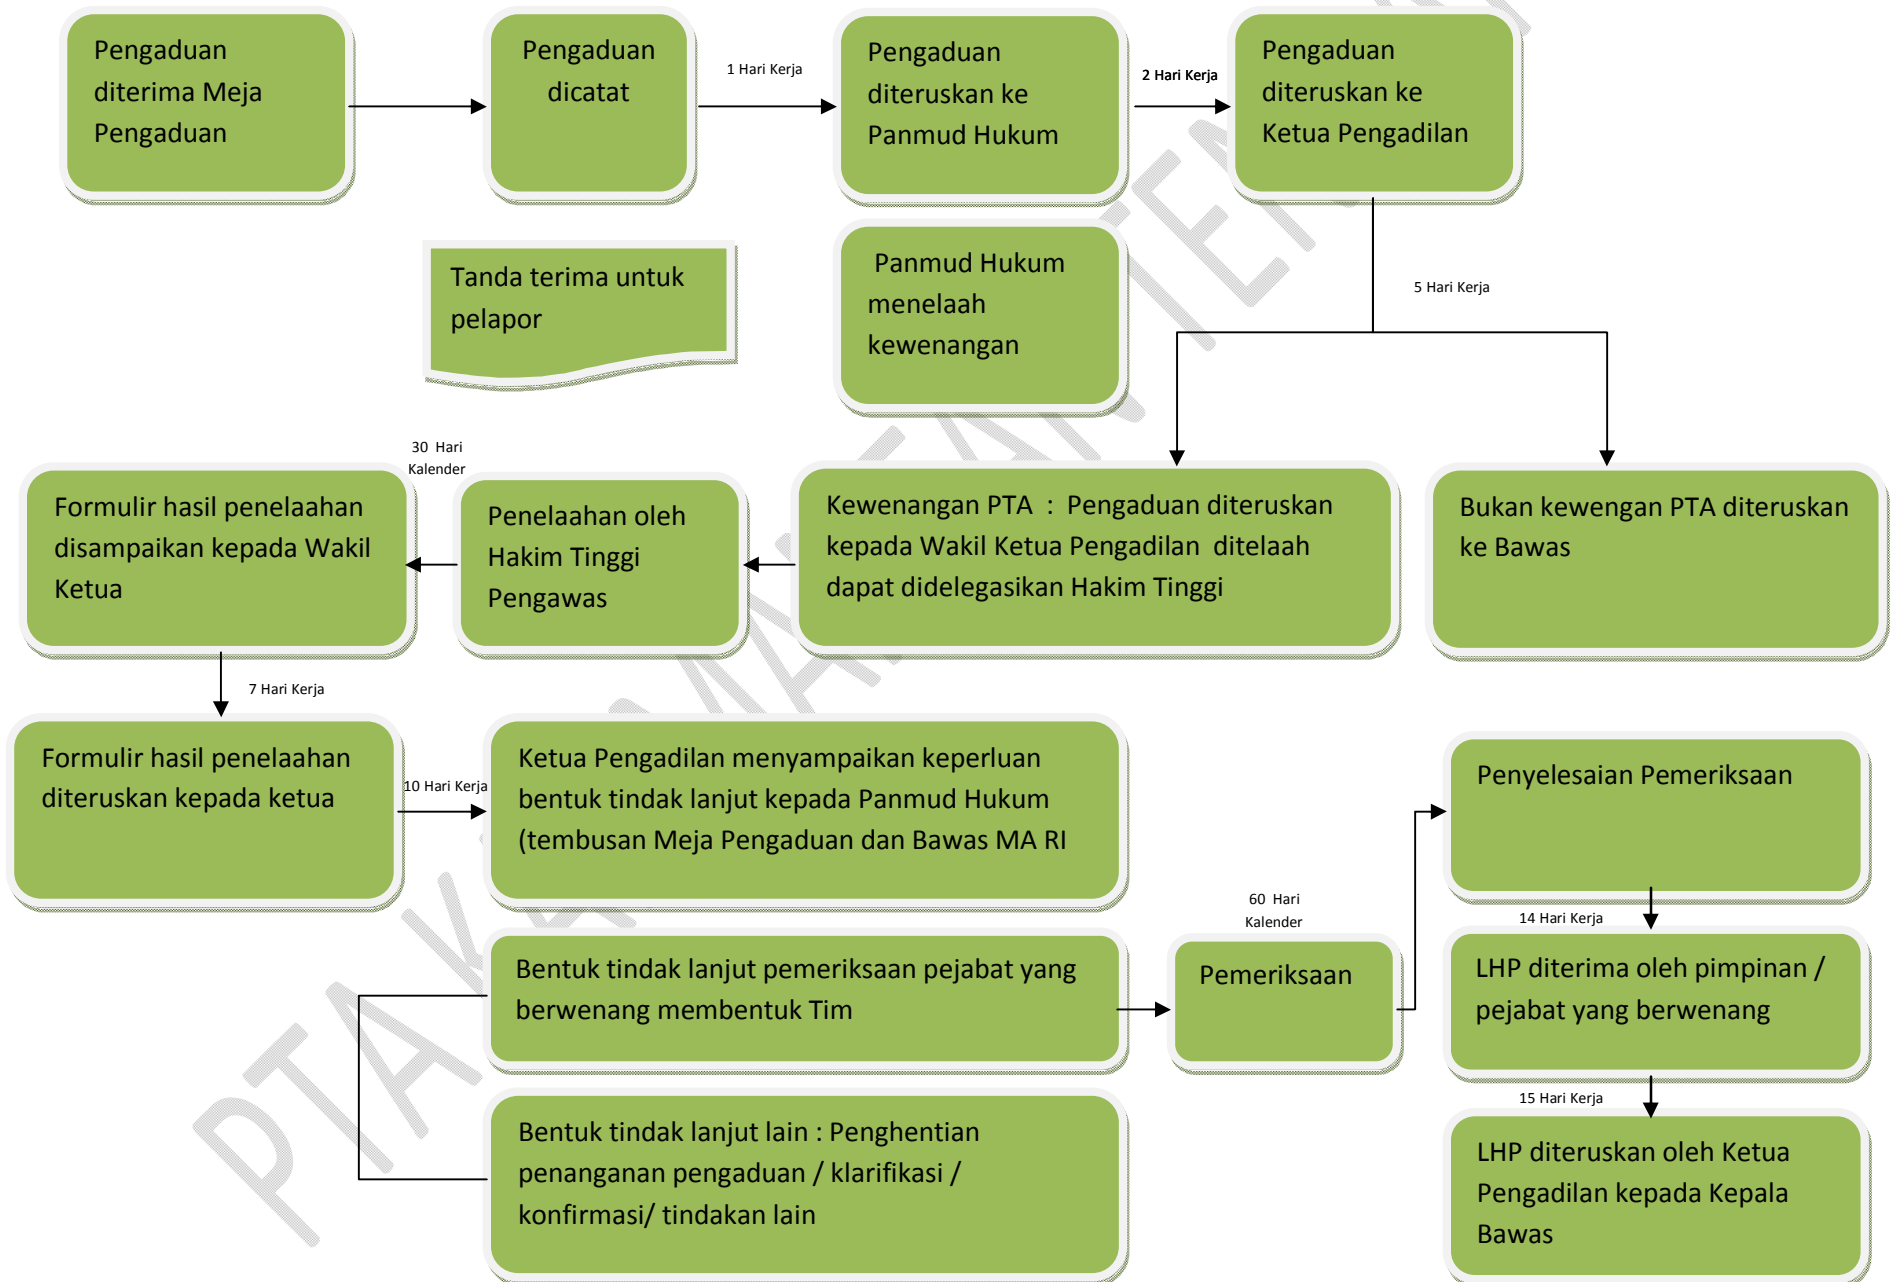 Pengaduan
diterima Meja
Pengaduan
Pengaduan
dicatat
1 Hari Kerja
Pengaduan
diteruskan ke
Panmud Hukum
2 Hari Kerja
Pengaduan
diteruskan ke
Ketua Pengadilan
Tanda terima untuk
pelapor
Panmud Hukum
menelaah
kewenangan
5 Hari Kerja
30 Hari
Kalender
Formulir hasil penelaahan
disampaikan kepada Wakil
Ketua
Penelaahan oleh
Hakim Tinggi
Pengawas
Kewenangan PTA : Pengaduan diteruskan
kepada Wakil Ketua Pengadilan ditelaah
dapat didelegasikan Hakim Tinggi
Bukan kewengan PTA diteruskan
ke Bawas
7 Hari Kerja
Formulir hasil penelaahan
diteruskan kepada ketua
10 Hari Kerja
Ketua Pengadilan menyampaikan keperluan
bentuk tindak lanjut kepada Panmud Hukum
(tembusan Meja Pengaduan dan Bawas MA RI
Penyelesaian Pemeriksaan
60 Hari
Kalender
14 Hari Kerja
Bentuk tindak lanjut pemeriksaan pejabat yang
berwenang membentuk Tim
Pemeriksaan
LHP diterima oleh pimpinan /
pejabat yang berwenang
15 Hari Kerja
Bentuk tindak lanjut lain : Penghentian
penanganan pengaduan / klarifikasi /
konfirmasi/ tindakan lain
LHP diteruskan oleh Ketua
Pengadilan kepada Kepala
Bawas